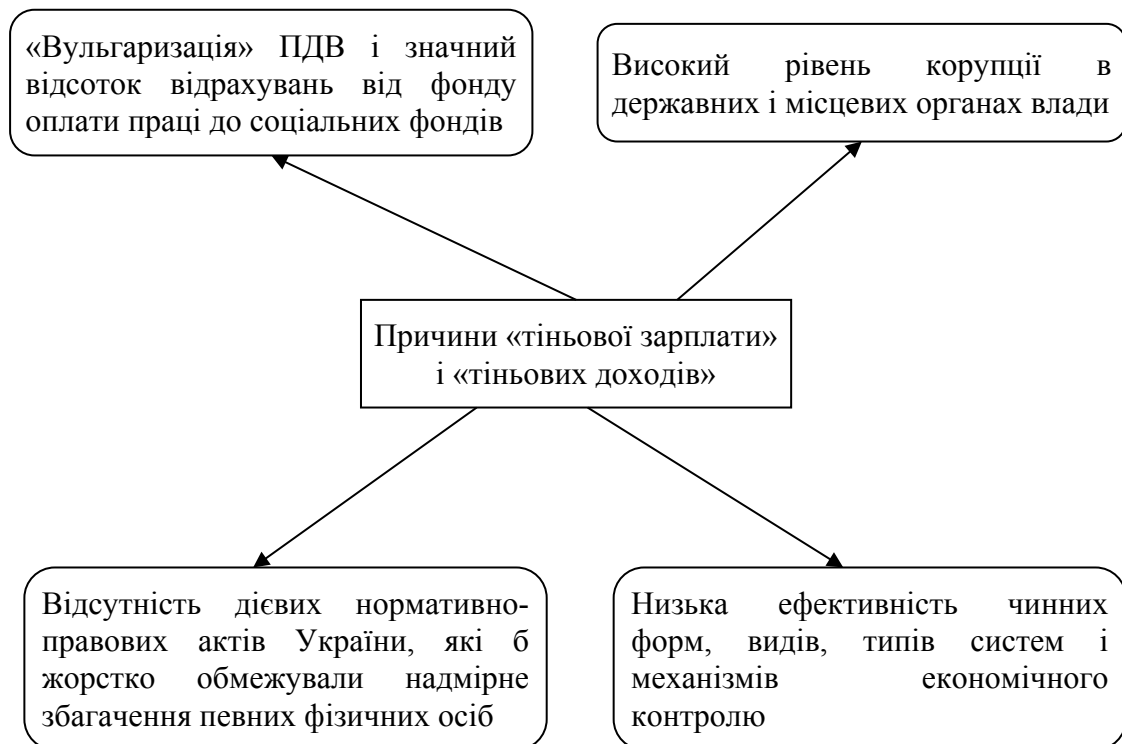 «Вульгаризація» ПДВ і значний
відсоток відрахувань від фонду
оплати праці до соціальних фондів
Високий рівень корупції в
державних і місцевих органах влади
Причини «тіньової зарплати»
і «тіньових доходів»
Відсутність дієвих нормативно-
правових актів України, які б
жорстко обмежували надмірне
збагачення певних фізичних осіб
Низька ефективність чинних
форм, видів, типів систем і
механізмів економічного
контролю